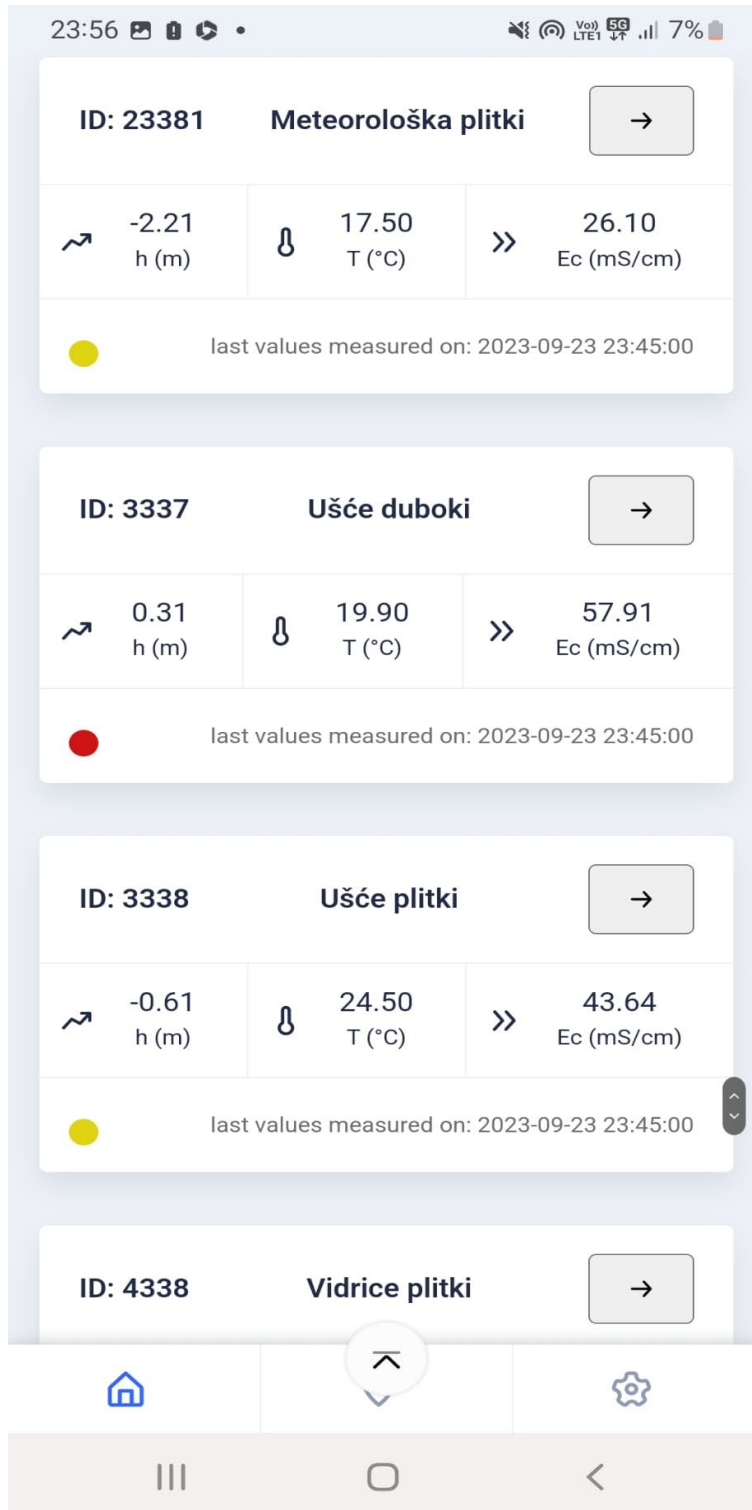 23:56 Vo)) LTE1 5G 7%
ID: 23381 Meteorološka plitki
-2.21 17.50 26.10
h (m) T (°C) Ec (mS/cm)
last values measured on: 2023-09-23 23:45:00
ID: 3337 Ušće duboki
0.31 19.90 57.91
h (m) T (°C) Ec (mS/cm)
last values measured on: 2023-09-23 23:45:00
ID: 3338 Ušće plitki
-0.61 24.50 43.64
h (m) T (°C) Ec (mS/cm)
last values measured on: 2023-09-23 23:45:00
ID: 4338 Vidrice plitki